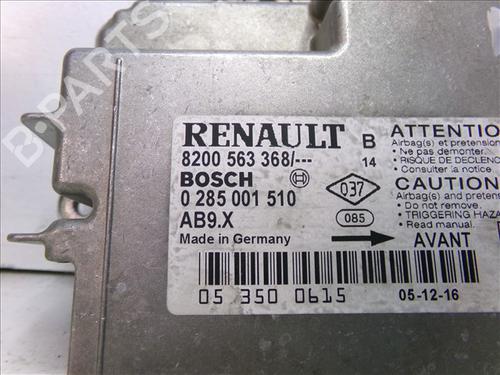 B-PARTS
RENAULT B
8200 563 368/--- 14
BOSCH
0 285 001 510
AB9.X
Made in Germany
037
085
ATTENTIO
Airbag(s) et pretension
• Ne pas demonter.
• RISQUE DE DECLENC
• Consulter la notice.
CAUTION
Airbag(s) and pretens
• Do not remove.
• TRIGGERING HAZA
• Read manual.
AVANT
05 350 0615
05-12-16